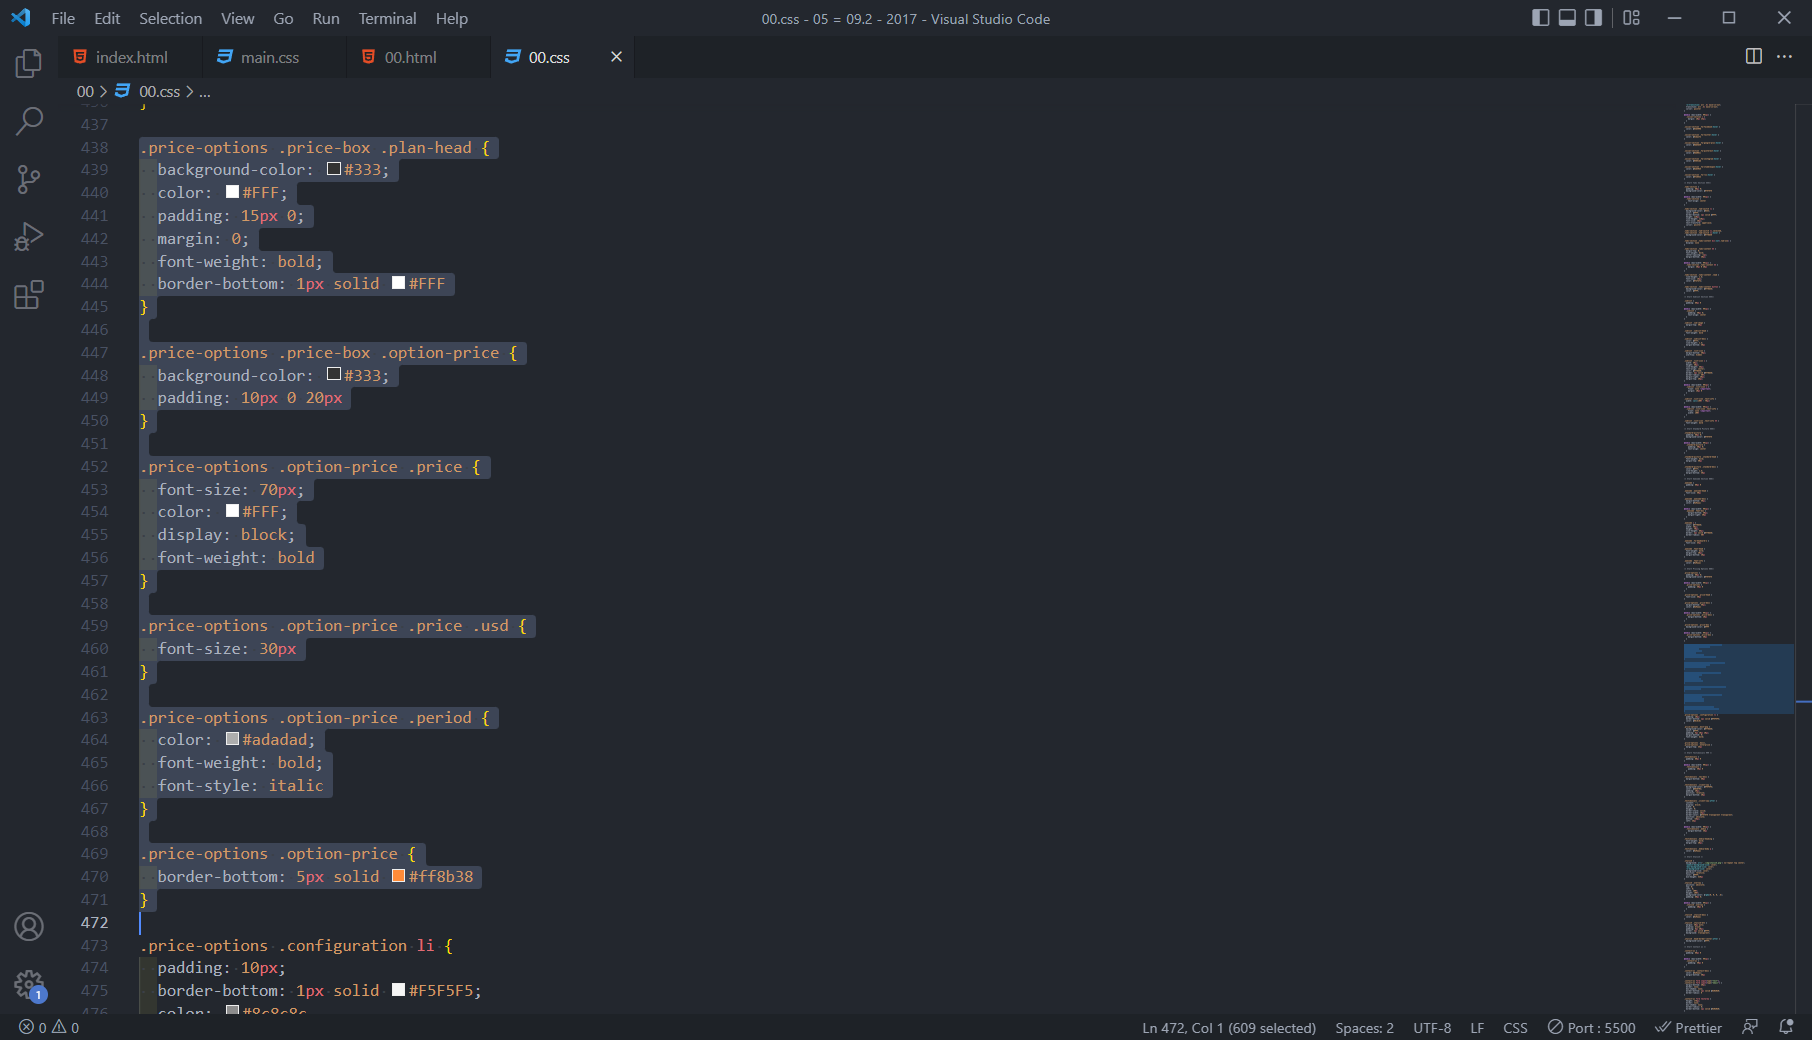 File Edit Selection View Go Run Terminal Help
00.css - 05 = 09.2 - 2017 - Visual Studio Code
index.html
main.css
00.html
00.css
00 > 00.css > ...
436 }
437
438 .price-options .price-box .plan-head {
439 background-color: #333;
440 color: #FFF;
441 padding: 15px 0;
442 margin: 0;
443 font-weight: bold;
444 border-bottom: 1px solid #FFF
445 }
446
447 .price-options .price-box .option-price {
448 background-color: #333;
449 padding: 10px 0 20px
450 }
451
452 .price-options .option-price .price {
453 font-size: 70px;
454 color: #FFF;
455 display: block;
456 font-weight: bold
457 }
458
459 .price-options .option-price .price .usd {
460 font-size: 30px
461 }
462
463 .price-options .option-price .period {
464 color: #adadad;
465 font-weight: bold;
466 font-style: italic
467 }
468
469 .price-options .option-price {
470 border-bottom: 5px solid #ff8b38
471 }
472
473 .price-options .configuration li {
474 padding: 10px;
475 border-bottom: 1px solid #F5F5F5;
476 color: #8c8c8c
1
0 0
Ln 472, Col 1 (609 selected)
Spaces: 2
UTF-8
LF
CSS
Port : 5500
Prettier